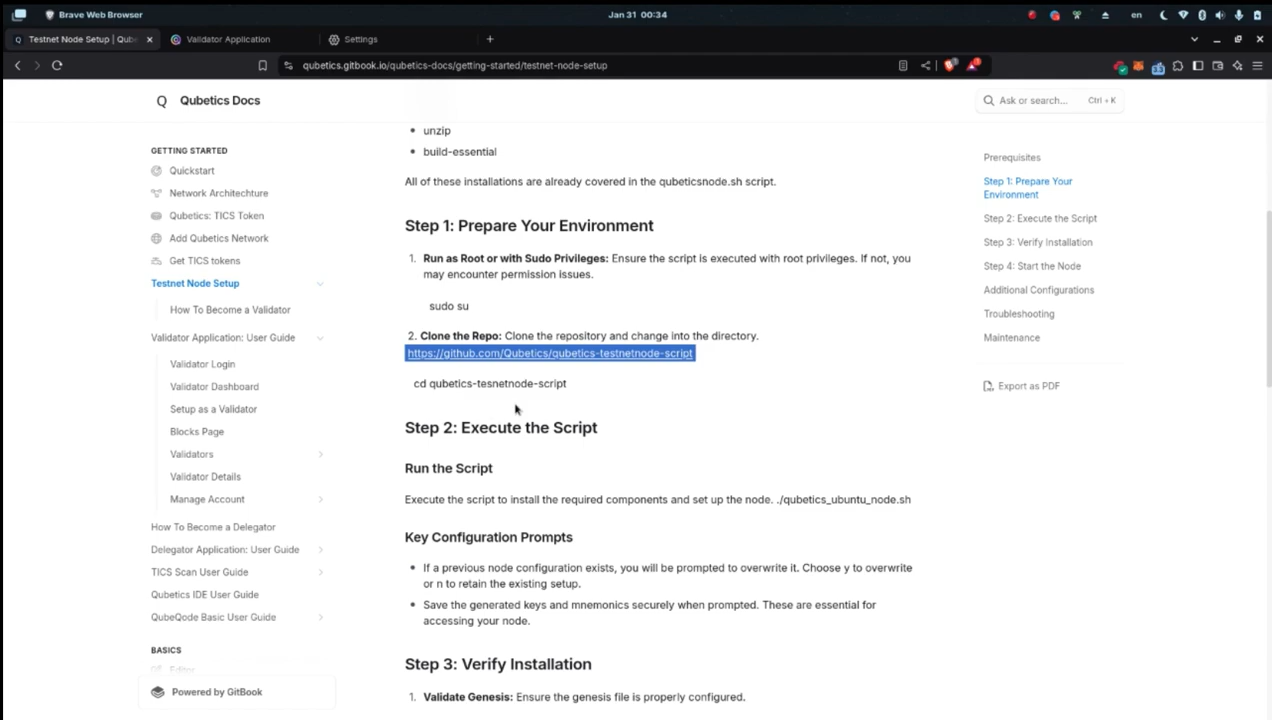 Brave Web Browser
Jan 31 00:34
en
Testnet Node Setup | Qub
Validator Application
Settings
qubetics.gitbook.io/qubetics-docs/getting-started/testnet-node-setup
Q Qubetics Docs
Ask or search...
Ctrl + K
GETTING STARTED
Quickstart
Network Architechture
Qubetics: TICS Token
Add Qubetics Network
Get TICS tokens
Testnet Node Setup
How To Become a Validator
Validator Application: User Guide
Validator Login
Validator Dashboard
Setup as a Validator
Blocks Page
Validators
Validator Details
Manage Account
How To Become a Delegator
Delegator Application: User Guide
TICS Scan User Guide
Qubetics IDE User Guide
QubeQode Basic User Guide
BASICS
Editor
Powered by GitBook
unzip
build-essential
All of these installations are already covered in the qubeticsnode.sh script.
Step 1: Prepare Your Environment
1. Run as Root or with Sudo Privileges: Ensure the script is executed with root privileges. If not, you
may encounter permission issues.
sudo su
2. Clone the Repo: Clone the repository and change into the directory.
https://github.com/Qubetics/qubetics-testnetnode-script
cd qubetics-tesnetnode-script
Step 2: Execute the Script
Run the Script
Execute the script to install the required components and set up the node. ./qubetics_ubuntu_node.sh
Key Configuration Prompts
If a previous node configuration exists, you will be prompted to overwrite it. Choose y to overwrite
or n to retain the existing setup.
Save the generated keys and mnemonics securely when prompted. These are essential for
accessing your node.
Step 3: Verify Installation
1. Validate Genesis: Ensure the genesis file is properly configured.
Prerequisites
Step 1: Prepare Your
Environment
Step 2: Execute the Script
Step 3: Verify Installation
Step 4: Start the Node
Additional Configurations
Troubleshooting
Maintenance
Export as PDF